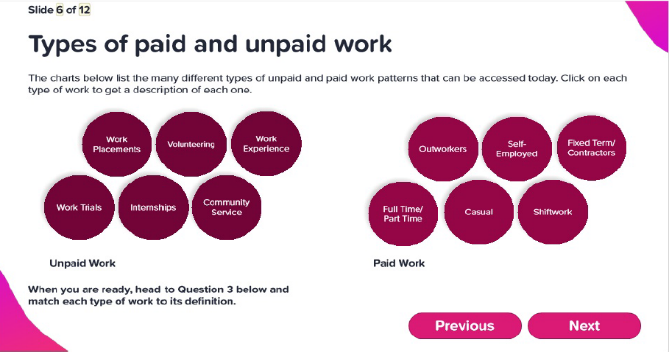 Slide 6 of 12
Types of paid and unpaid work
The charts below list the many different types of unpaid and paid work patterns that can be accessed today. Click on each
type of work to get a description of each one.
Work
Placements
Volunteering
Work
Experience
Work Trials
Internships
Community
Service
Unpaid Work
Outworkers
Self-
Employed
Fixed Term/
Contractors
Full Time/
Part Time
Casual
Shiftwork
Paid Work
When you are ready, head to Question 3 below and
match each type of work to its definition.
Previous
Next